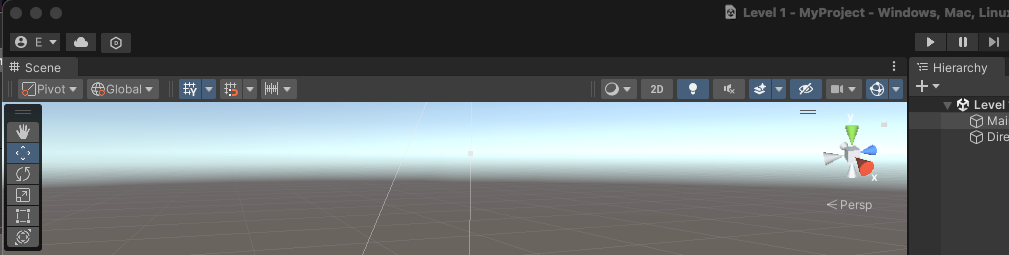 Level 1 - MyProject - Windows, Mac, Linux
E
Scene
Hierarchy
Pivot
Global
2D
Level
Mai
Dire
y
x
Persp